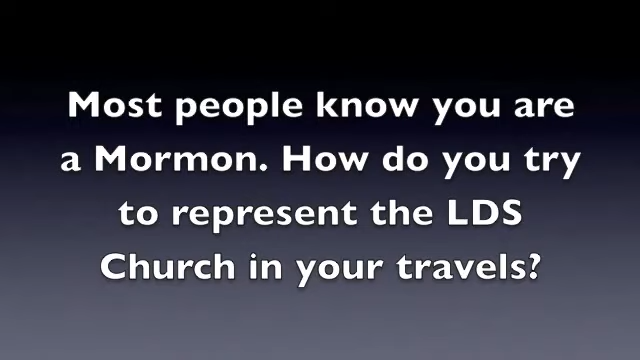 Most people know you are
a Mormon. How do you try
to represent the LDS
Church in your travels?